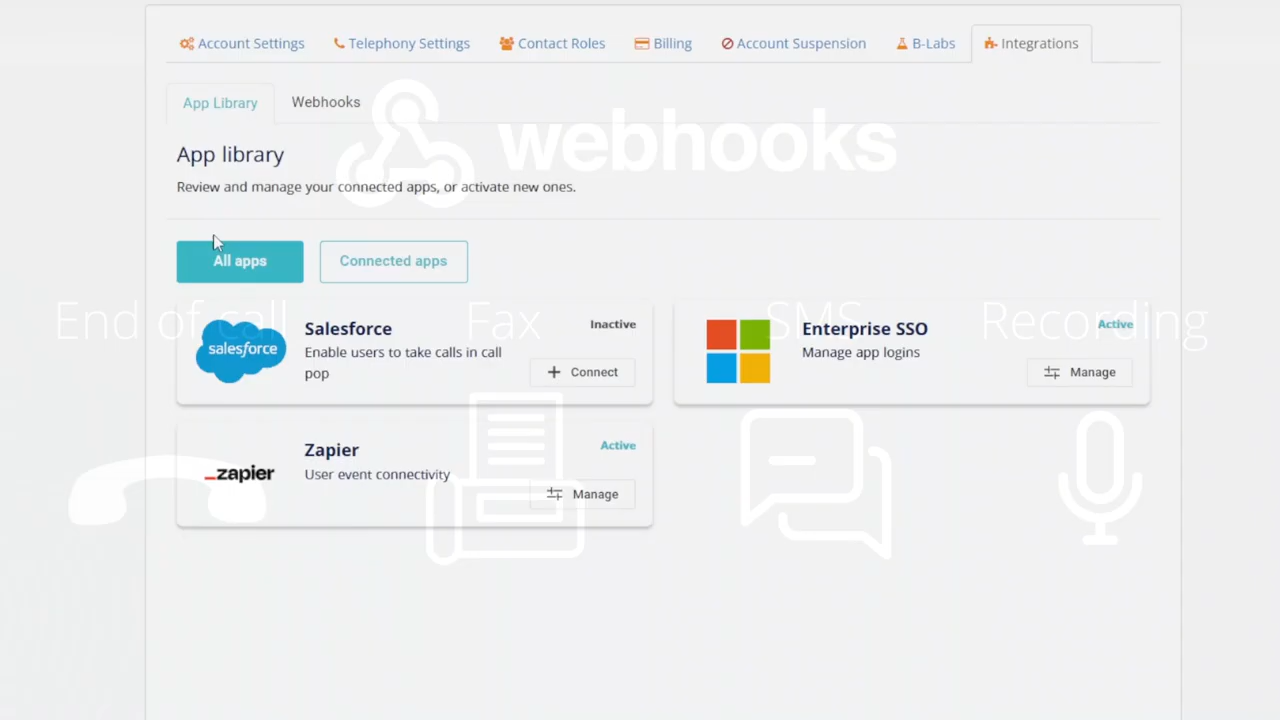 Account Settings Telephony Settings Contact Roles Billing Account Suspension B-Labs Integrations
App Library Webhooks
webhooks
App library
Review and manage your connected apps, or activate new ones.
All apps Connected apps
End of call Fax SMS Recording
salesforce
Salesforce
Inactive
Enable users to take calls in call
pop
Connect
Enterprise SSO
Active
Manage app logins
Manage
_zapier
Zapier
Active
User event connectivity
Manage